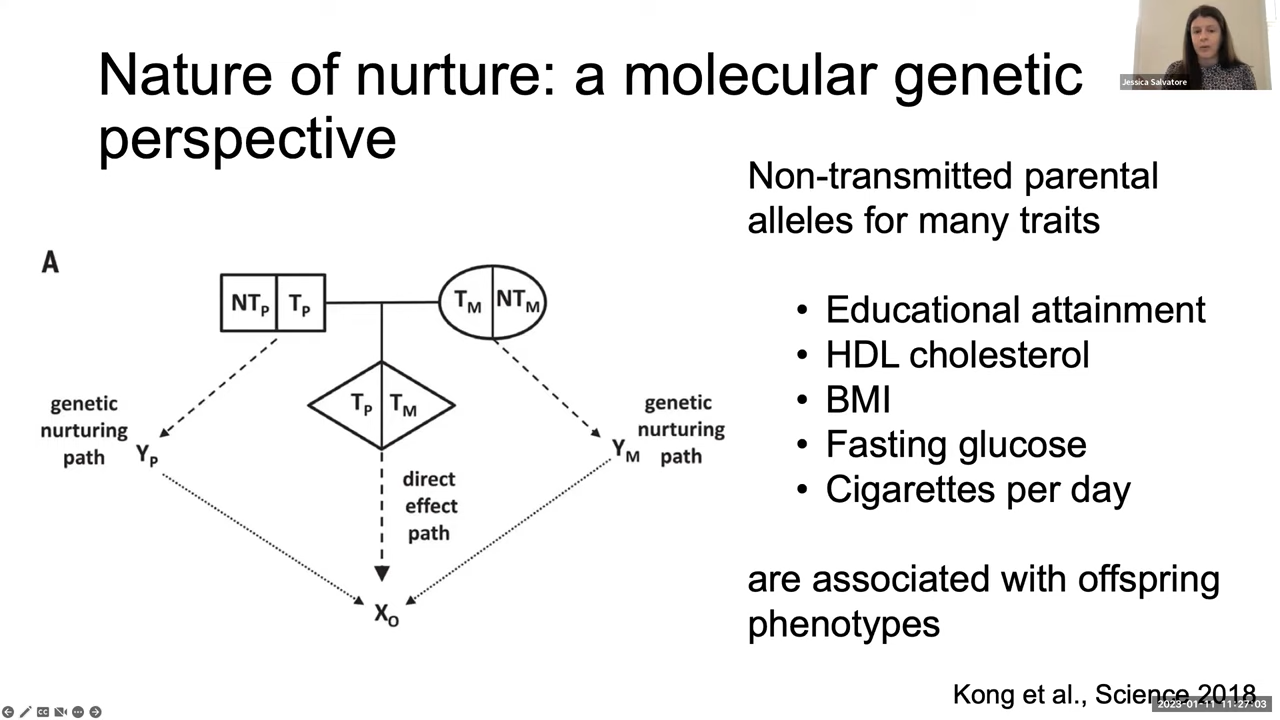 Nature of nurture: a molecular genetic
perspective
Jessica Salvatore
Non-transmitted parental
alleles for many traits
• Educational attainment
• HDL cholesterol
• BMI
• Fasting glucose
• Cigarettes per day
are associated with offspring
phenotypes
A
NTP TP
TM NTM
TP TM
genetic
nurturing
path
YP
genetic
nurturing
path
YM
direct
effect
path
XO
Kong et al., Science 2018
2023-01-11 11:27:03